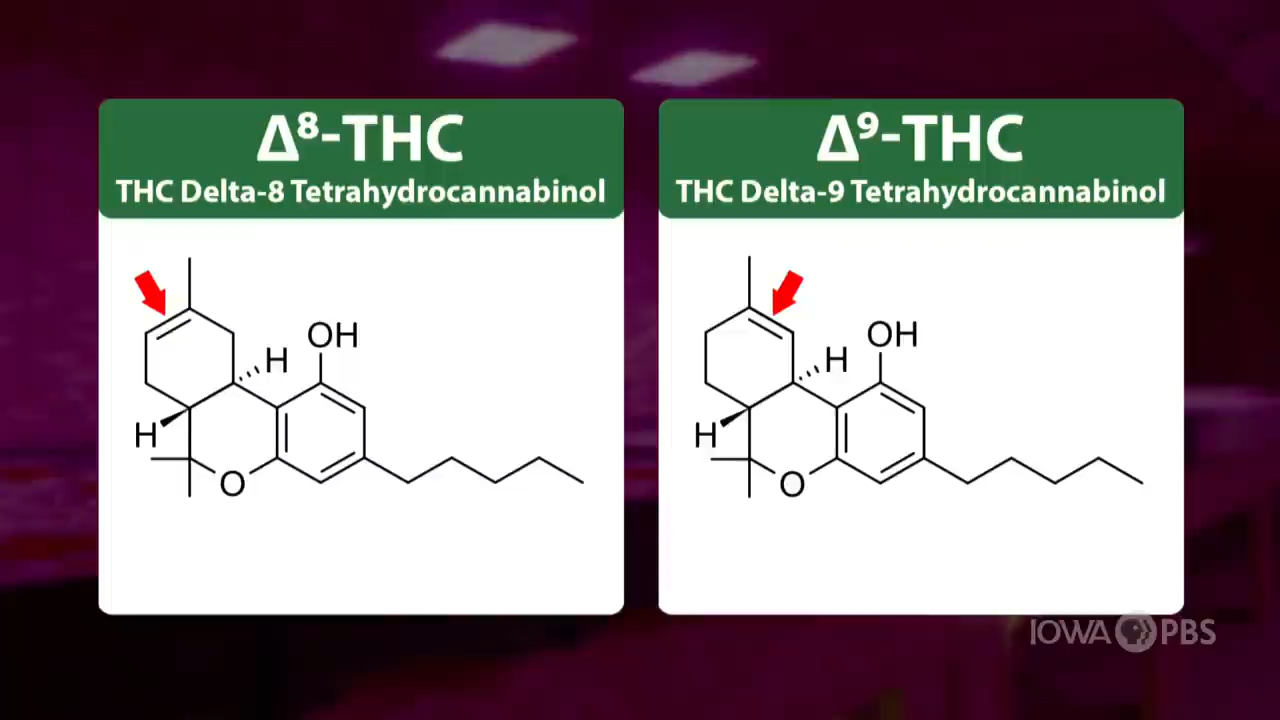 Δ⁸-THC
THC Delta-8 Tetrahydrocannabinol
OH
H
H
O
Δ⁹-THC
THC Delta-9 Tetrahydrocannabinol
OH
H
H
O
IOWA PBS